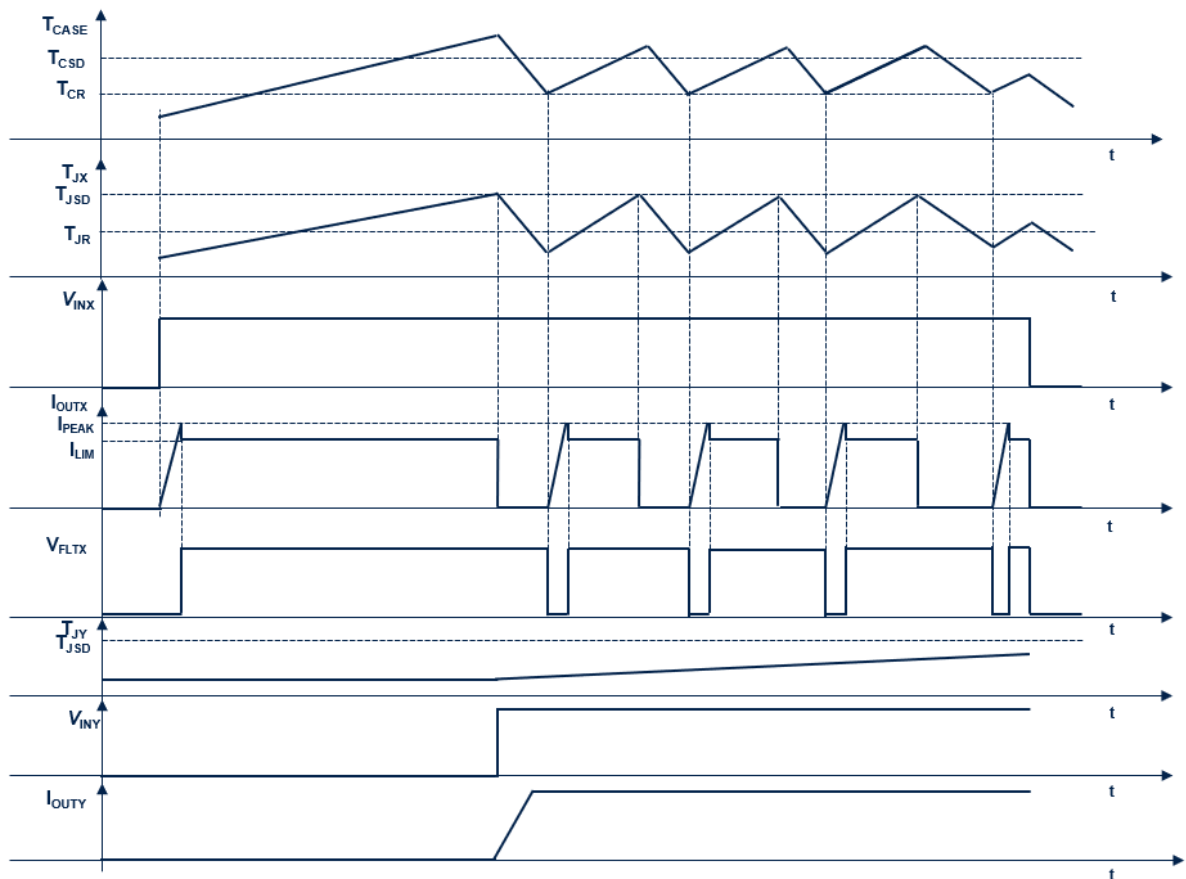 TCASE
TCSD
TCR
t
TJX
TJSD
TJR
t
VINX
t
IOUTX
IPEAK
ILIM
t
VFLTX
t
TJY
TJSD
t
VINY
t
IOUTY
t